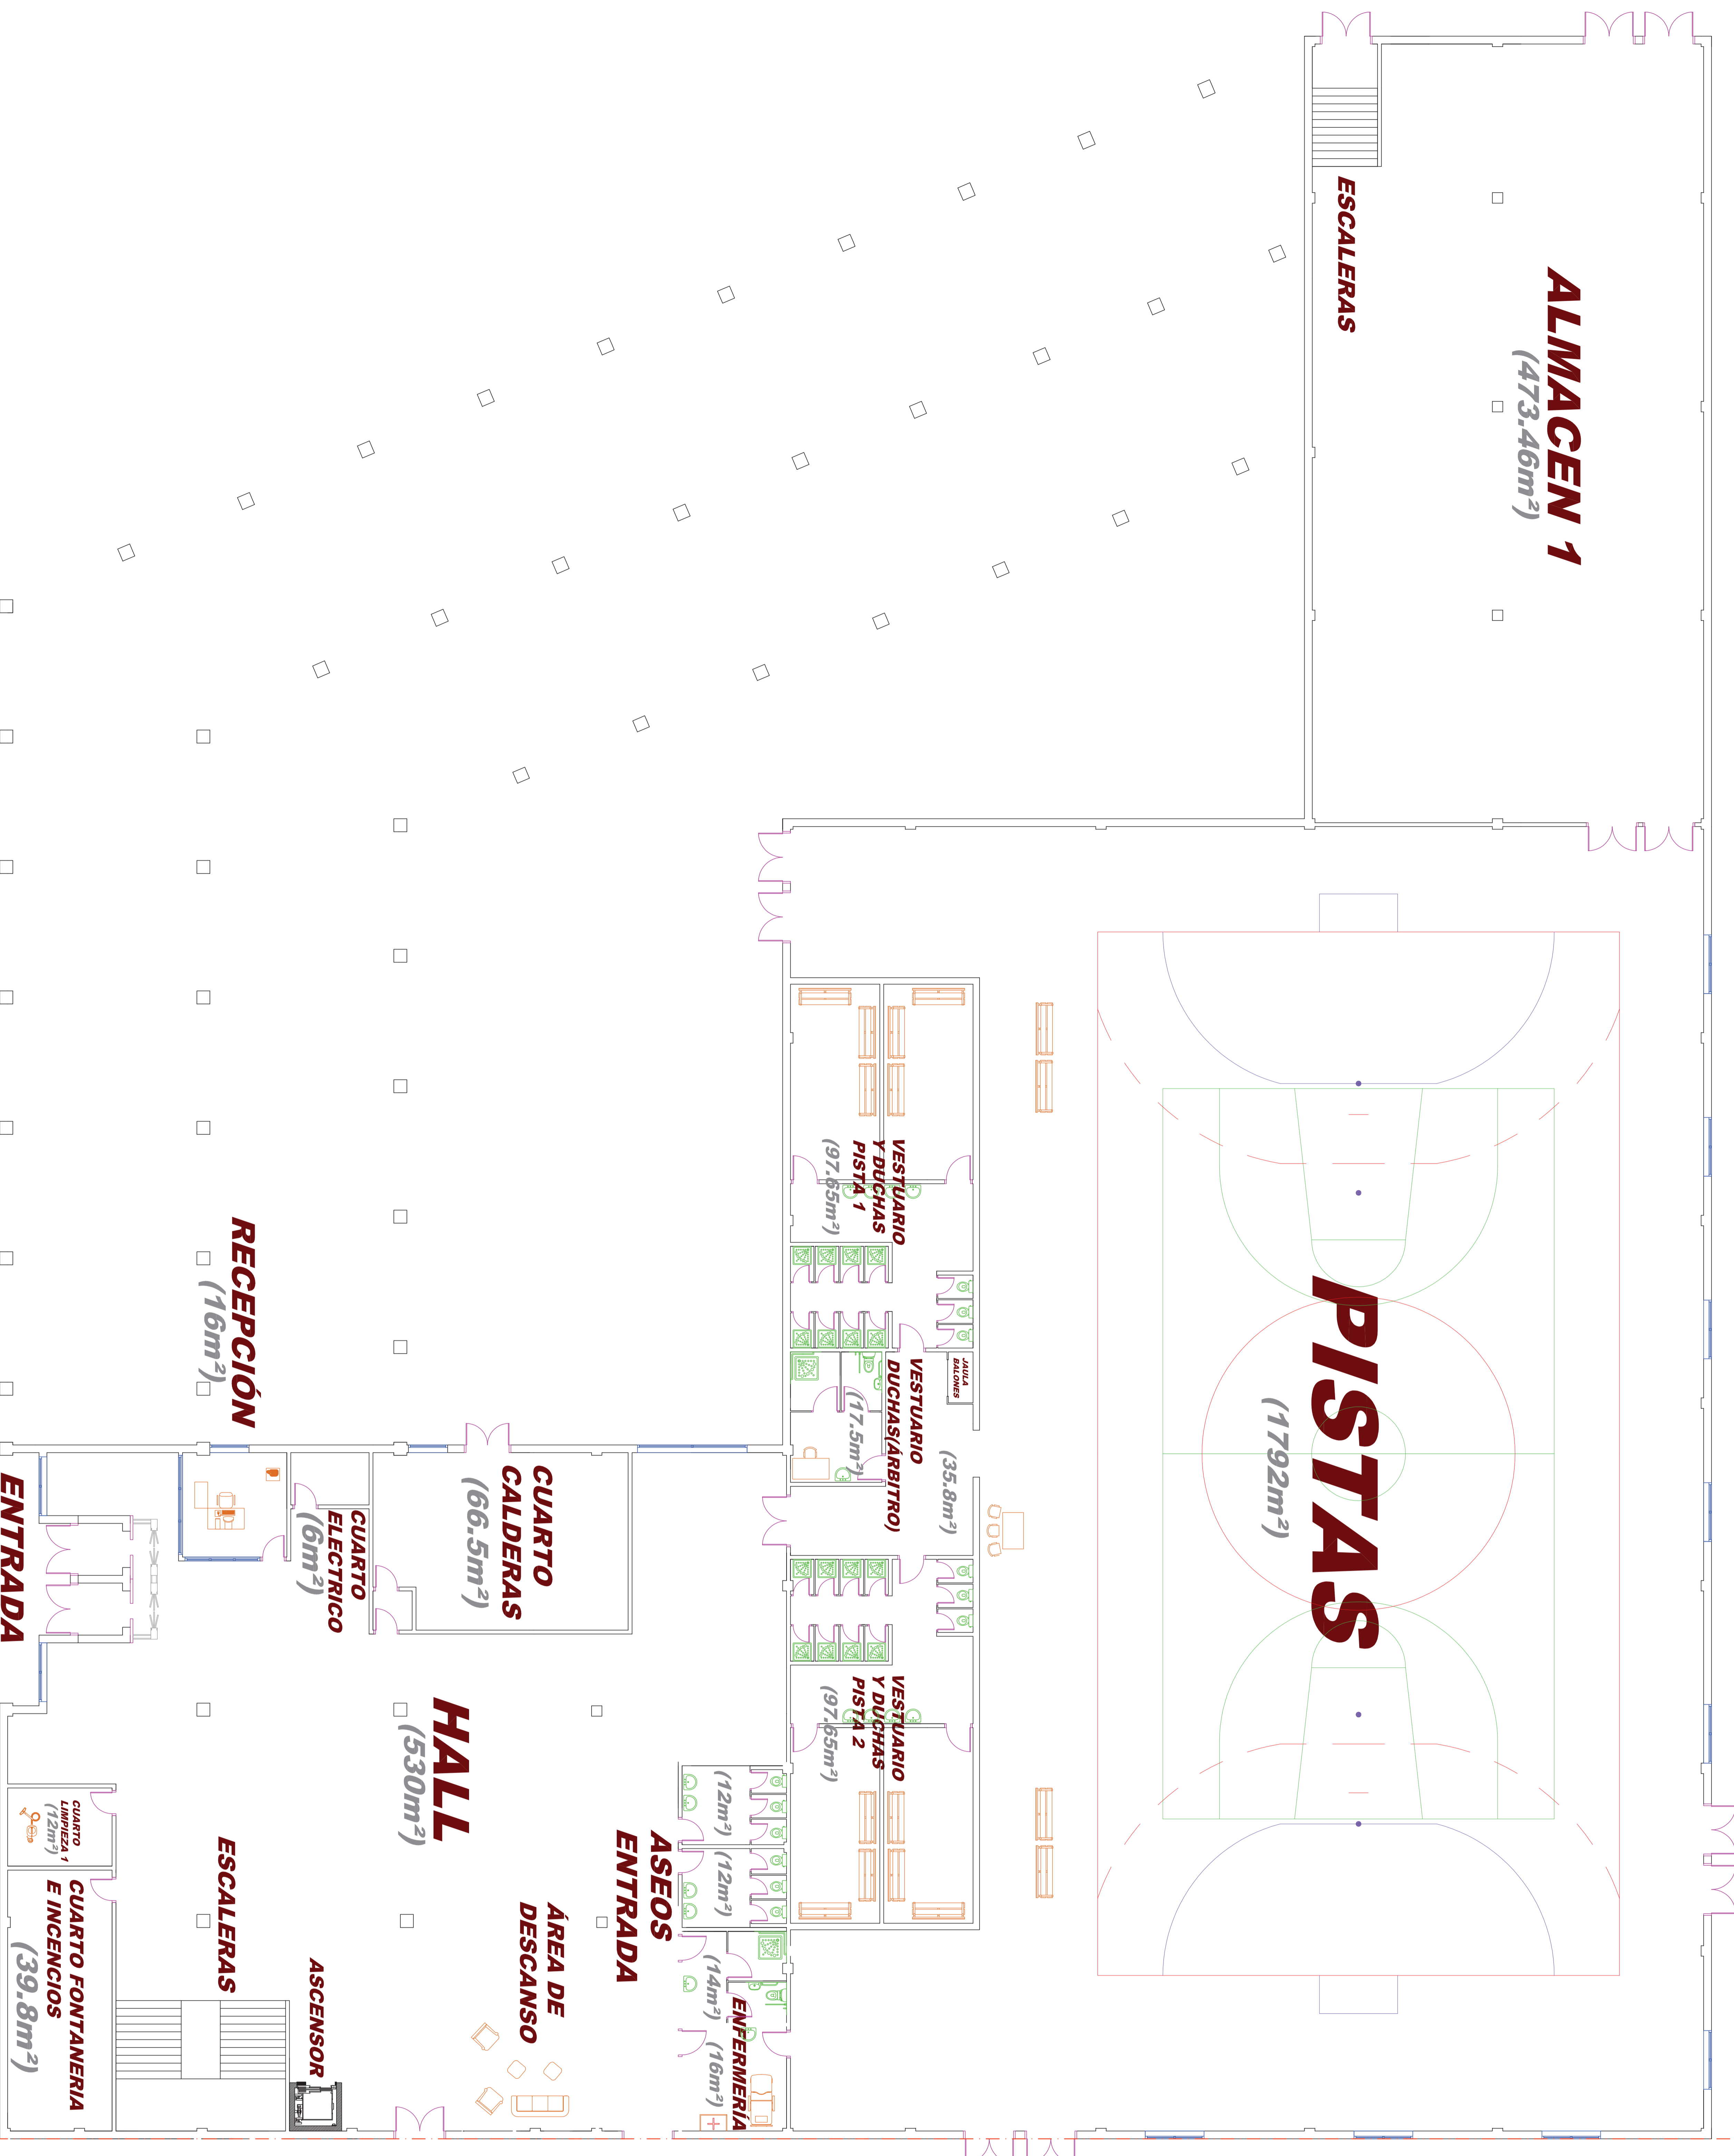 ESCALERAS
ALMACEN 1
(473.46m²)
VESTUARIO
Y DUCHAS
PISTA 1
(97.65m²)
RECEPCIÓN
(16m²)
PISTAS
(1792m²)
JAULA
BALONES
VESTUARIO
DUCHAS(ÁRBITRO)
(17.5m²)
(35.8m²)
ENTRADA
CUARTO
ELECTRICO
(6m²)
CUARTO
CALDERAS
(66.5m²)
VESTUARIO
Y DUCHAS
PISTA 2
(97.65m²)
HALL
(530m²)
(12m²)
(12m²)
ASEOS
ENTRADA
CUARTO
LIMPIEZA 1
(12m²)
CUARTO FONTANERIA
E INCENCIOS
(39.8m²)
ESCALERAS
ASCENSOR
ÁREA DE
DESCANSO
(14m²)
ENFERMERÍA
(16m²)